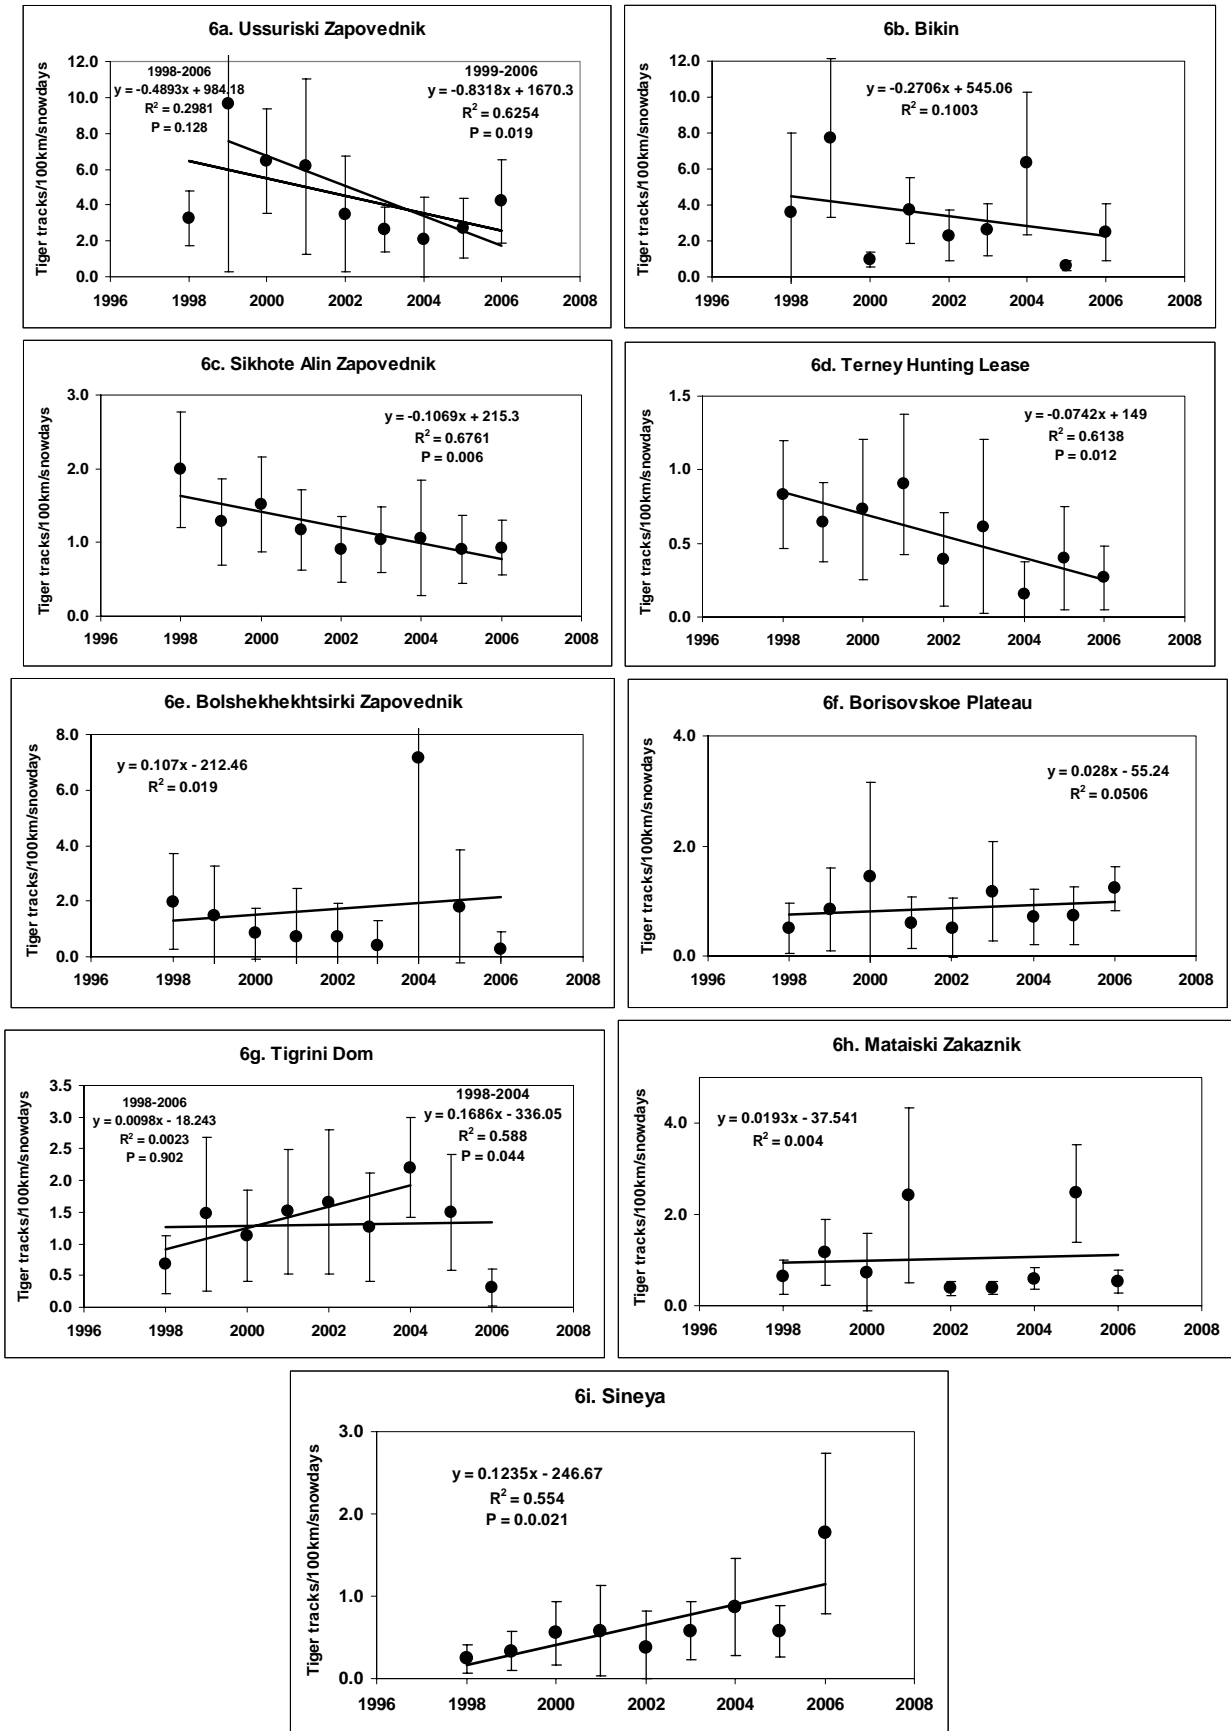 6a. Ussuriski Zapovednik
Tiger tracks/100km/snowdays
12.0
10.0
8.0
6.0
4.0
2.0
0.0
1998-2006
y = -0.4893x + 984.18
R² = 0.2981
P = 0.128
1999-2006
y = -0.8318x + 1670.3
R² = 0.6254
P = 0.019
1996 1998 2000 2002 2004 2006 2008
6b. Bikin
Tiger tracks/100km/snowdays
12.0
10.0
8.0
6.0
4.0
2.0
0.0
y = -0.2706x + 545.06
R² = 0.1003
1996 1998 2000 2002 2004 2006 2008
6c. Sikhote Alin Zapovednik
Tiger tracks/100km/snowdays
3.0
2.0
1.0
0.0
y = -0.1069x + 215.3
R² = 0.6761
P = 0.006
1996 1998 2000 2002 2004 2006 2008
6d. Terney Hunting Lease
Tiger tracks/100km/snowdays
1.5
1.0
0.5
0.0
y = -0.0742x + 149
R² = 0.6138
P = 0.012
1996 1998 2000 2002 2004 2006 2008
6e. Bolshekhekhtsirki Zapovednik
Tiger tracks/100km/snowdays
8.0
6.0
4.0
2.0
0.0
y = 0.107x - 212.46
R² = 0.019
1996 1998 2000 2002 2004 2006 2008
6f. Borisovskoe Plateau
Tiger tracks/100km/snowdays
4.0
2.0
0.0
y = 0.028x - 55.24
R² = 0.0506
1996 1998 2000 2002 2004 2006 2008
6g. Tigrini Dom
Tiger tracks/100km/snowdays
3.5
3.0
2.5
2.0
1.5
1.0
0.5
0.0
1998-2006
y = 0.0098x - 18.243
R² = 0.0023
P = 0.902
1998-2004
y = 0.1686x - 336.05
R² = 0.588
P = 0.044
1996 1998 2000 2002 2004 2006 2008
6h. Mataiski Zakaznik
Tiger tracks/100km/snowdays
4.0
2.0
0.0
y = 0.0193x - 37.541
R² = 0.004
1996 1998 2000 2002 2004 2006 2008
6i. Sineya
Tiger tracks/100km/snowdays
3.0
2.0
1.0
0.0
y = 0.1235x - 246.67
R² = 0.554
P = 0.0.021
1996 1998 2000 2002 2004 2006 2008